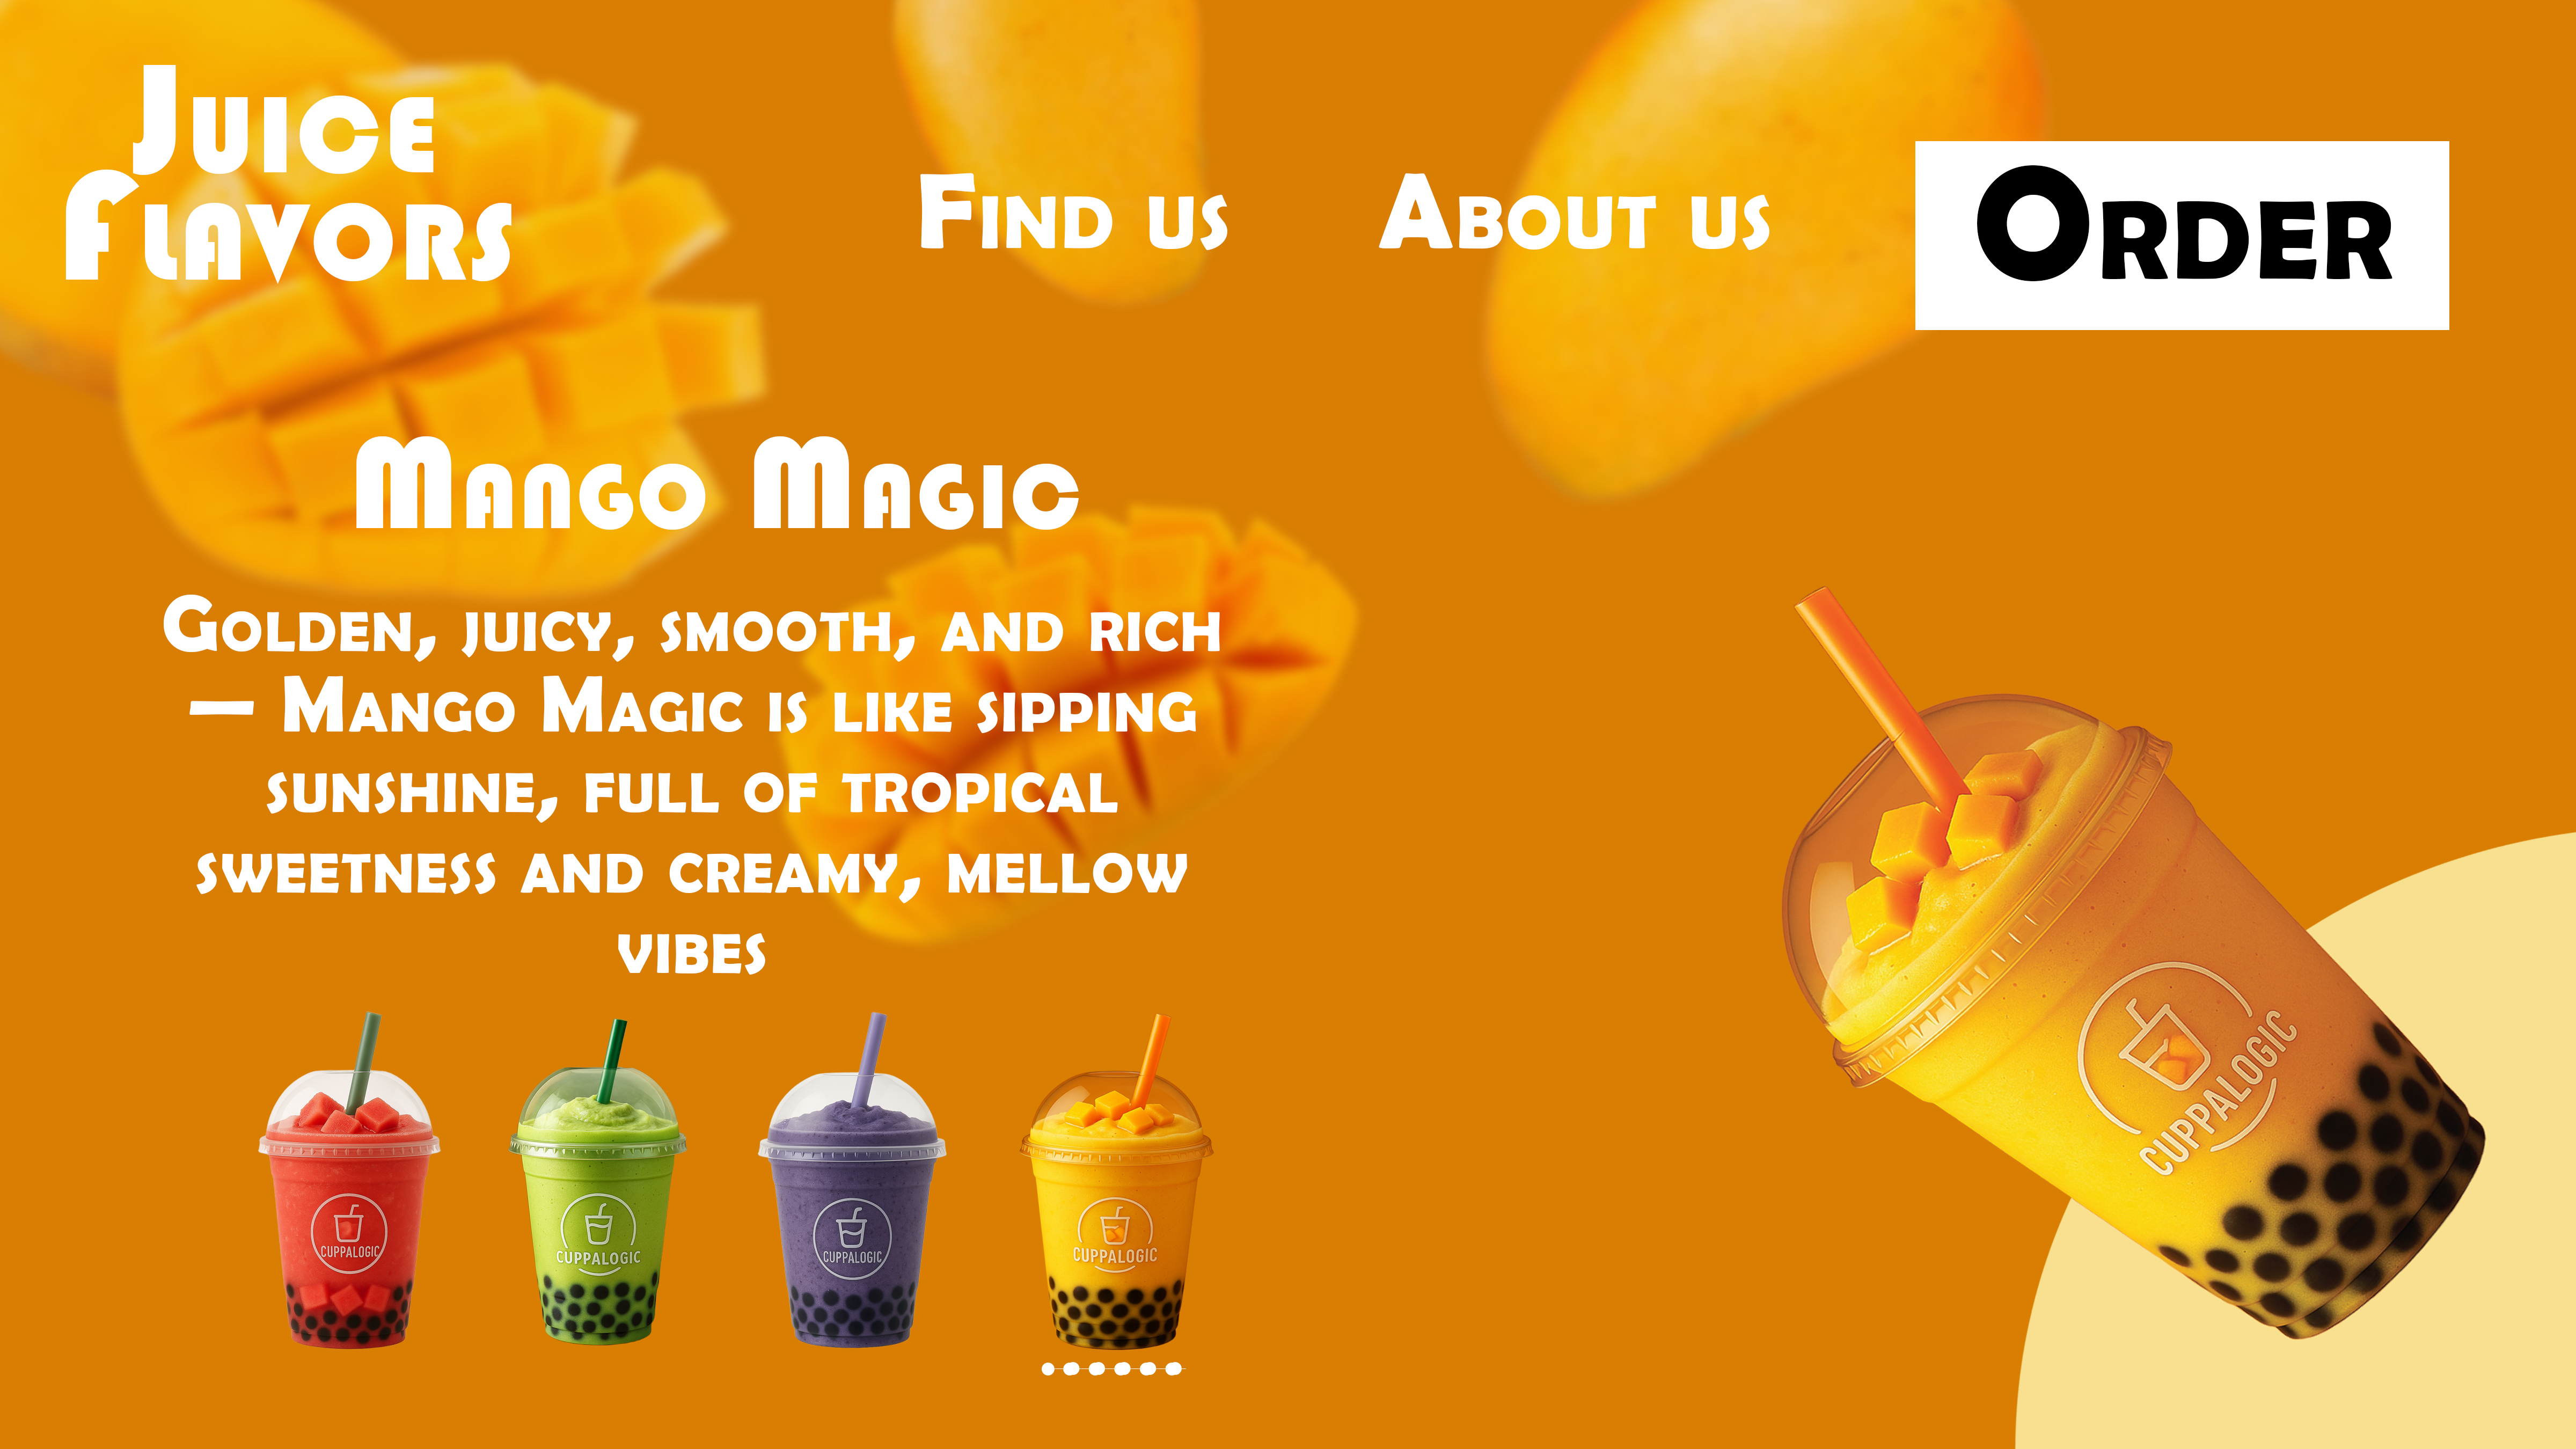 Juice
Flavors
Find us
About us
Order
Mango Magic
Golden, juicy, smooth, and rich
— Mango Magic is like sipping
sunshine, full of tropical
sweetness and creamy, mellow
vibes
CUPPALOGIC
CUPPALOGIC
CUPPALOGIC
CUPPALOGIC
CUPPALOGIC